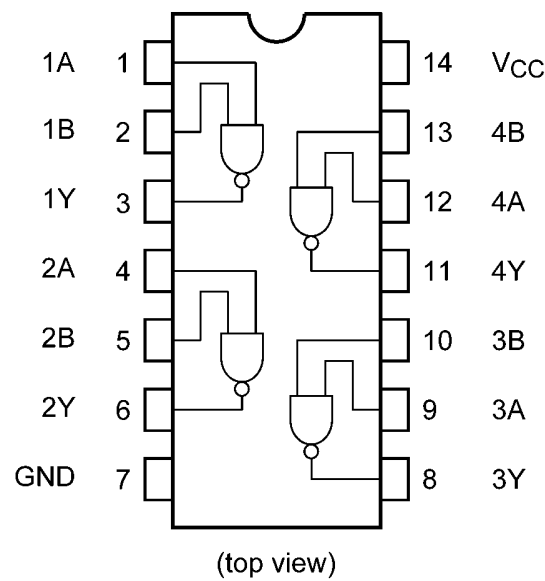 1A 1 14 VCC
1B 2 13 4B
1Y 3 12 4A
2A 4 11 4Y
2B 5 10 3B
2Y 6 9 3A
GND 7 8 3Y
(top view)